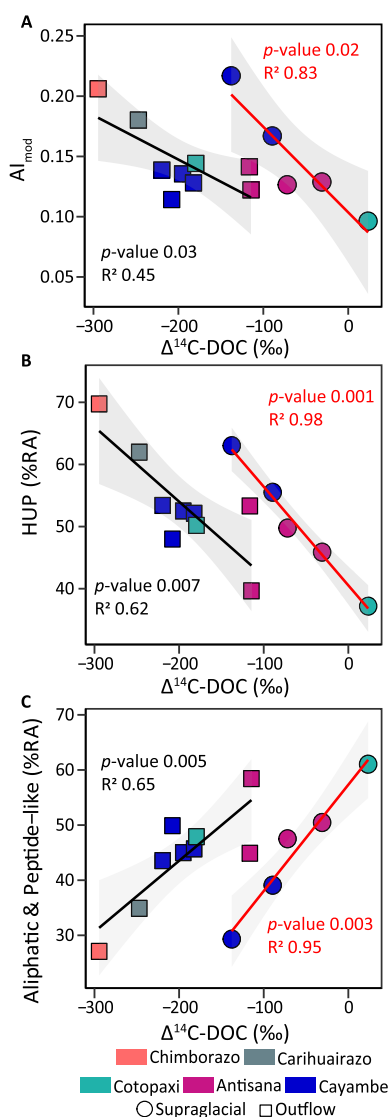 A
0.25
0.20
0.15
0.10
0.05
AImod
p-value 0.02
R² 0.83
p-value 0.03
R² 0.45
−300 −200 −100 0
Δ¹⁴C-DOC (‰)
B
70
60
50
40
HUP (%RA)
p-value 0.001
R² 0.98
p-value 0.007
R² 0.62
−300 −200 −100 0
Δ¹⁴C-DOC (‰)
C
70
60
50
40
30
Aliphatic & Peptide−like (%RA)
p-value 0.005
R² 0.65
p-value 0.003
R² 0.95
−300 −200 −100 0
Δ¹⁴C-DOC (‰)
Chimborazo Carihuairazo
Cotopaxi Antisana Cayambe
Supraglacial Outflow